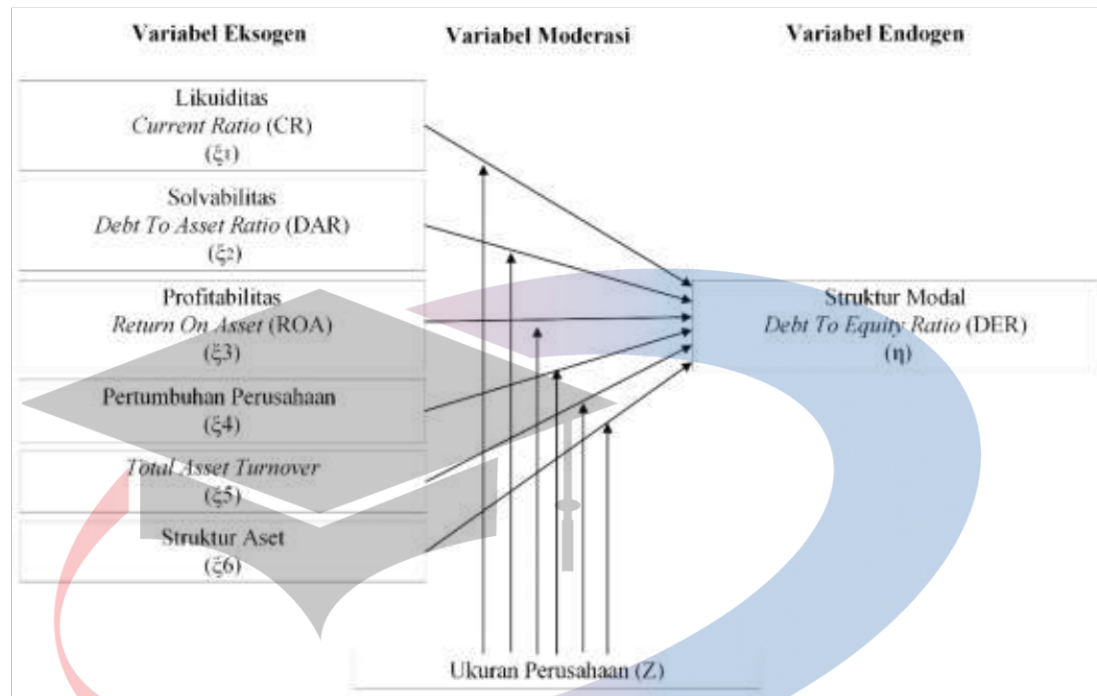 Variabel Eksogen
Variabel Moderasi
Variabel Endogen
Likuiditas
Current Ratio (CR)
(ξ1)
Solvabilitas
Debt To Asset Ratio (DAR)
(ξ2)
Profitabilitas
Return On Asset (ROA)
(ξ3)
Pertumbuhan Perusahaan
(ξ4)
Total Asset Turnover
(ξ5)
Struktur Aset
(ξ6)
Struktur Modal
Debt To Equity Ratio (DER)
(η)
Ukuran Perusahaan (Z)